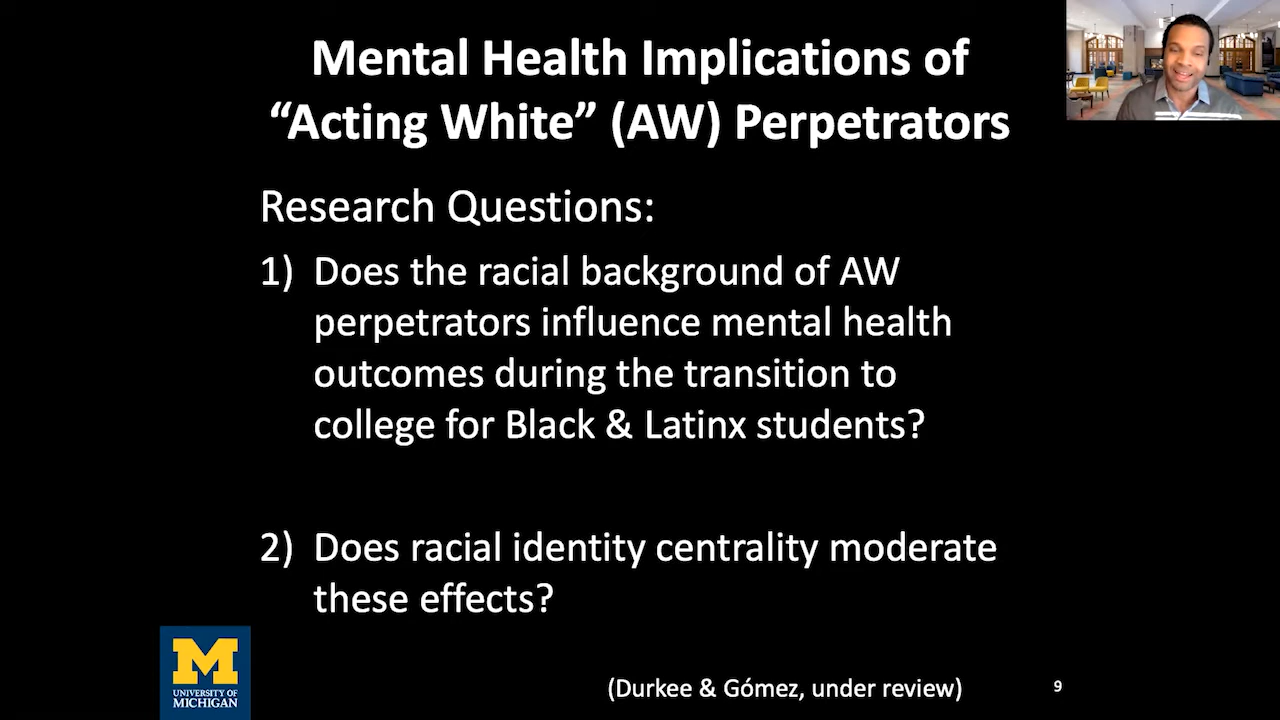 Mental Health Implications of
“Acting White” (AW) Perpetrators
Research Questions:
1) Does the racial background of AW
perpetrators influence mental health
outcomes during the transition to
college for Black & Latinx students?
2) Does racial identity centrality moderate
these effects?
M
UNIVERSITY OF
MICHIGAN
(Durkee & Gómez, under review)
9